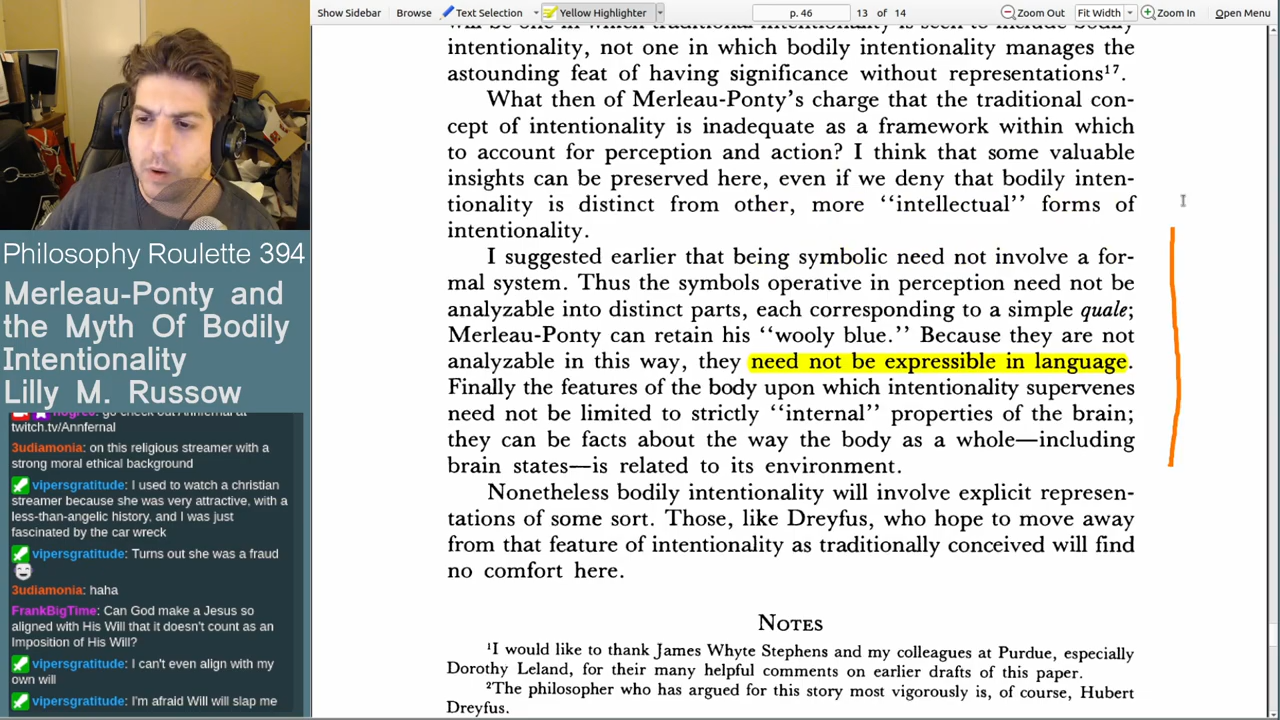 Show Sidebar Browse Text Selection Yellow Highlighter p. 46 13 of 14 Zoom Out Fit Width Zoom In Open Menu
intentionality, not one in which bodily intentionality manages the
astounding feat of having significance without representations¹⁷.
What then of Merleau-Ponty's charge that the traditional con-
cept of intentionality is inadequate as a framework within which
to account for perception and action? I think that some valuable
insights can be preserved here, even if we deny that bodily inten-
tionality is distinct from other, more "intellectual" forms of
intentionality.
I suggested earlier that being symbolic need not involve a for-
mal system. Thus the symbols operative in perception need not be
analyzable into distinct parts, each corresponding to a simple quale;
Merleau-Ponty can retain his "wooly blue." Because they are not
analyzable in this way, they need not be expressible in language.
Finally the features of the body upon which intentionality supervenes
need not be limited to strictly "internal" properties of the brain;
they can be facts about the way the body as a whole—including
brain states—is related to its environment.
Nonetheless bodily intentionality will involve explicit represen-
tations of some sort. Those, like Dreyfus, who hope to move away
from that feature of intentionality as traditionally conceived will find
no comfort here.
NOTES
¹I would like to thank James Whyte Stephens and my colleagues at Purdue, especially
Dorothy Leland, for their many helpful comments on earlier drafts of this paper.
²The philosopher who has argued for this story most vigorously is, of course, Hubert
Dreyfus.
Philosophy Roulette 394
Merleau-Ponty and
the Myth Of Bodily
Intentionality
Lilly M. Russow
twitch.tv/Annfernal
3udiamonia: on this religious streamer with a
strong moral ethical background
vipersgratitude: I used to watch a christian
streamer because she was very attractive, with a
less-than-angelic history, and I was just
fascinated by the car wreck
vipersgratitude: Turns out she was a fraud
3udiamonia: haha
FrankBigTime: Can God make a Jesus so
aligned with His Will that it doesn't count as an
Imposition of His Will?
vipersgratitude: I can't even align with my
own will
vipersgratitude: I'm afraid Will will slap me